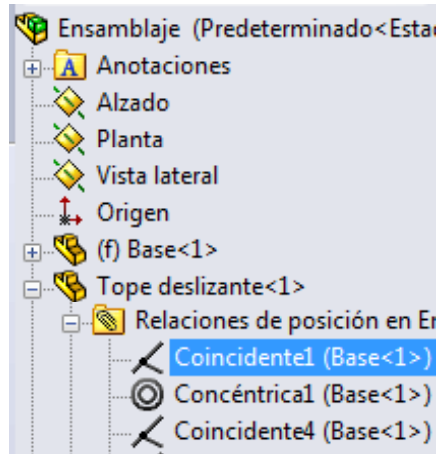 Ensamblaje (Predeterminado<Estad
A Anotaciones
Alzado
Planta
Vista lateral
Origen
(f) Base<1>
Tope deslizante<1>
Relaciones de posición en En
Coincidente1 (Base<1>)
Concéntrica1 (Base<1>)
Coincidente4 (Base<1>)